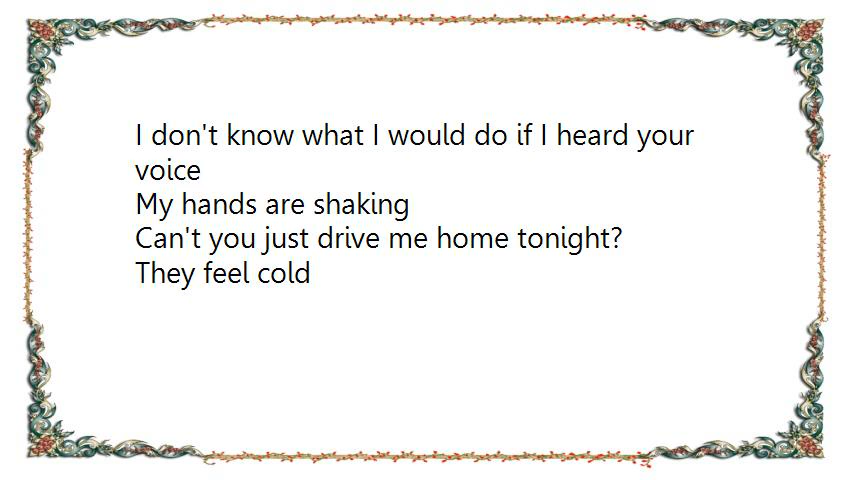 I don't know what I would do if I heard your
voice
My hands are shaking
Can't you just drive me home tonight?
They feel cold